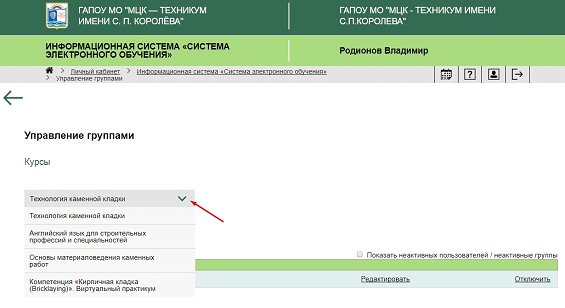 ГАПОУ МО "МЦК — ТЕХНИКУМ
ИМЕНИ С. П. КОРОЛЁВА"
ГАПОУ МО "МЦК - ТЕХНИКУМ ИМЕНИ
С.П.КОРОЛЕВА"
ИНФОРМАЦИОННАЯ СИСТЕМА «СИСТЕМА
ЭЛЕКТРОННОГО ОБУЧЕНИЯ»
Родионов Владимир
> Личный кабинет > Информационная система «Система электронного обучения»
> Управление группами
?
Управление группами
Курсы
Технология каменной кладки
Технология каменной кладки
Английский язык для строительных
профессий и специальностей
Основы материаловедения каменных
работ
Компетенция «Кирпичная кладка
(Bricklaying)». Виртуальный практикум
Показать неактивных пользователей / неактивные группы
Редактировать
Отключить